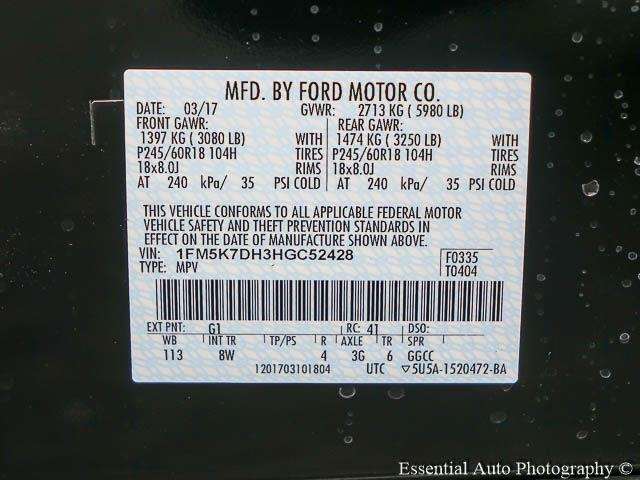 MFD. BY FORD MOTOR CO.
DATE: 03/17 GVWR: 2713 KG ( 5980 LB)
FRONT GAWR: REAR GAWR:
1397 KG ( 3080 LB) WITH 1474 KG ( 3250 LB) WITH
P245/60R18 104H TIRES P245/60R18 104H TIRES
18x8.0J RIMS 18x8.0J RIMS
AT 240 kPa/ 35 PSI COLD AT 240 kPa/ 35 PSI COLD
THIS VEHICLE CONFORMS TO ALL APPLICABLE FEDERAL MOTOR
VEHICLE SAFETY AND THEFT PREVENTION STANDARDS IN
EFFECT ON THE DATE OF MANUFACTURE SHOWN ABOVE.
VIN: 1FM5K7DH3HGC52428 F0335
TYPE: MPV T0404
EXT PNT: G1 RC: 41 DSO:
WB INT TR TP/PS R AXLE TR SPR
113 8W 4 3G 6 GGCC
1201703101804 UTC ▽5U5A-1520472-BA
Essential Auto Photography ©